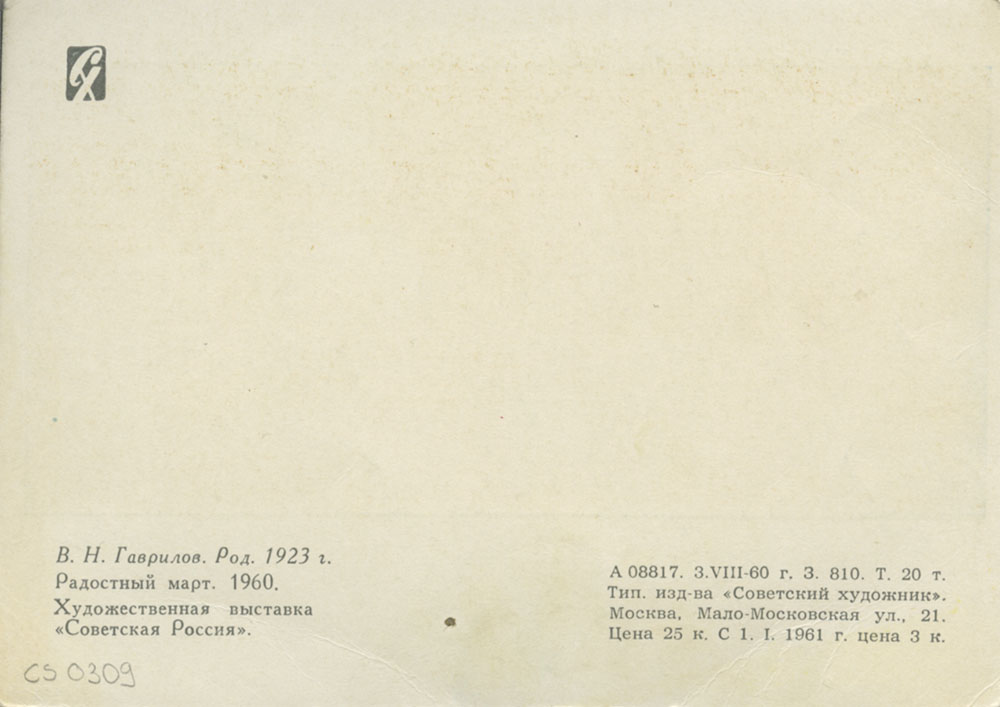 СХ
В. Н. Гаврилов. Род. 1923 г.
Радостный март. 1960.
Художественная выставка
«Советская Россия».
А 08817. 3.VIII-60 г. З. 810. Т. 20 т.
Тип. изд-ва «Советский художник».
Москва, Мало-Московская ул., 21.
Цена 25 к. С 1. I. 1961 г. цена 3 к.
CS 0309